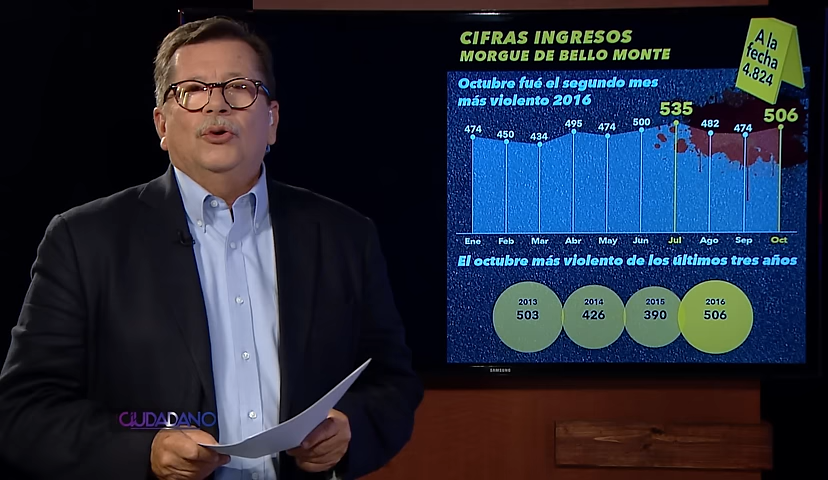 CIFRAS INGRESOS
MORGUE DE BELLO MONTE
A la
fecha
4.824
Octubre fué el segundo mes
más violento 2016
474 450 434 495 474 500 535 482 474 506
Ene Feb Mar Abr May Jun Jul Ago Sep Oct
El octubre más violento de los últimos tres años
2013 2014 2015 2016
503 426 390 506
SAMSUNG
CIUDADANO